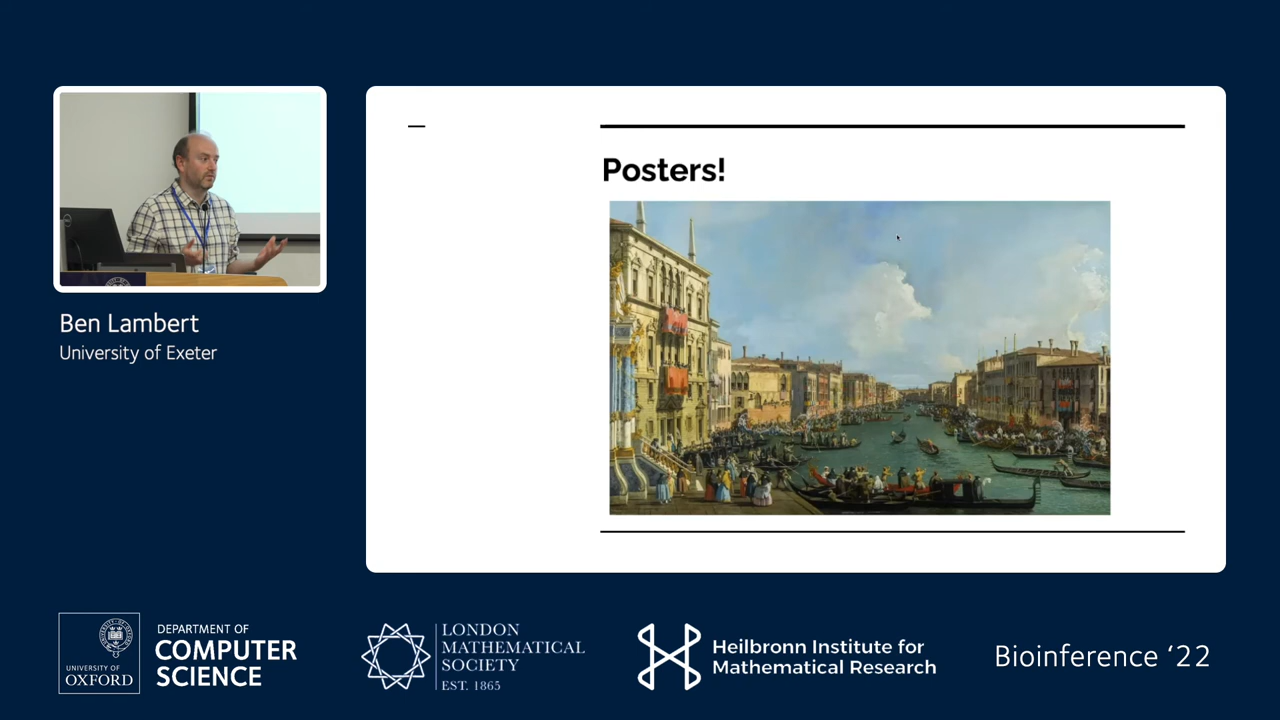 Posters!
Ben Lambert
University of Exeter
UNIVERSITY OF
OXFORD
DEPARTMENT OF
COMPUTER
SCIENCE
LONDON
MATHEMATICAL
SOCIETY
EST. 1865
Heilbronn Institute for
Mathematical Research
Bioinference ‘22